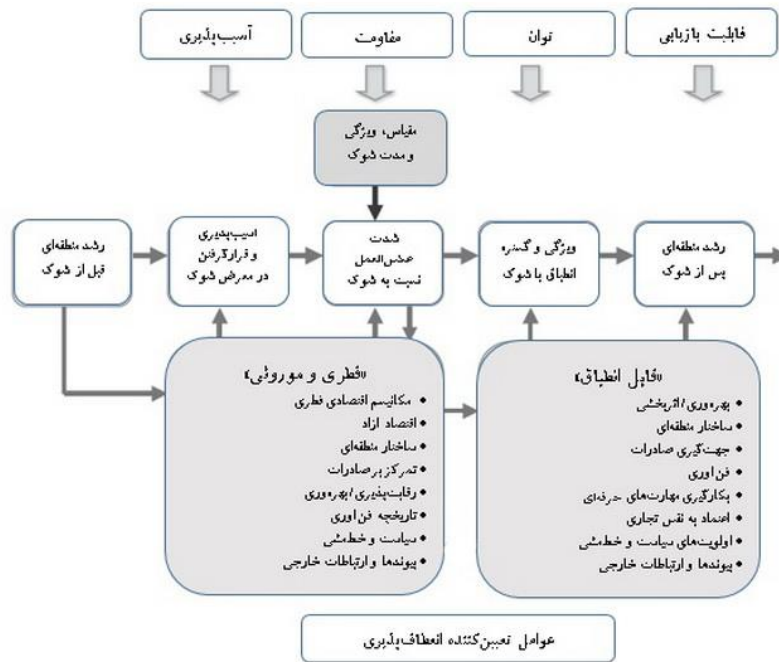 آسیب‌پذیری
مقاومت
توان
قابلیت بازیابی
مقیاس، ویژگی
و مدت شوک
رشد منطقه‌ای
قبل از شوک
آسیب‌پذیری
و قرارگرفتن
در معرض شوک
شدت
عکس‌العمل
نسبت به شوک
ویژگی و گستره
انطباق با شوک
رشد منطقه‌ای
پس از شوک
«فطری و موروثی»
• مکانیسم اقتصادی فطری
• اقتصاد آزاد
• ساختار منطقه‌ای
• تمرکز بر صادرات
• رقابت‌پذیری/بهره‌وری
• تاریخچه فن‌آوری
• سیاست و خط‌مشی
• پیوندها و ارتباطات خارجی
«قابل انطباق»
• بهره‌وری/اثربخشی
• ساختار منطقه‌ای
• جهت‌گیری صادرات
• فن‌آوری
• بکارگیری مهارت‌های حرفه‌ای
• اعتماد به نفس تجاری
• اولویت‌های سیاست و خط‌مشی
• پیوندها و ارتباطات خارجی
عوامل تعیین‌کننده انعطاف‌پذیری